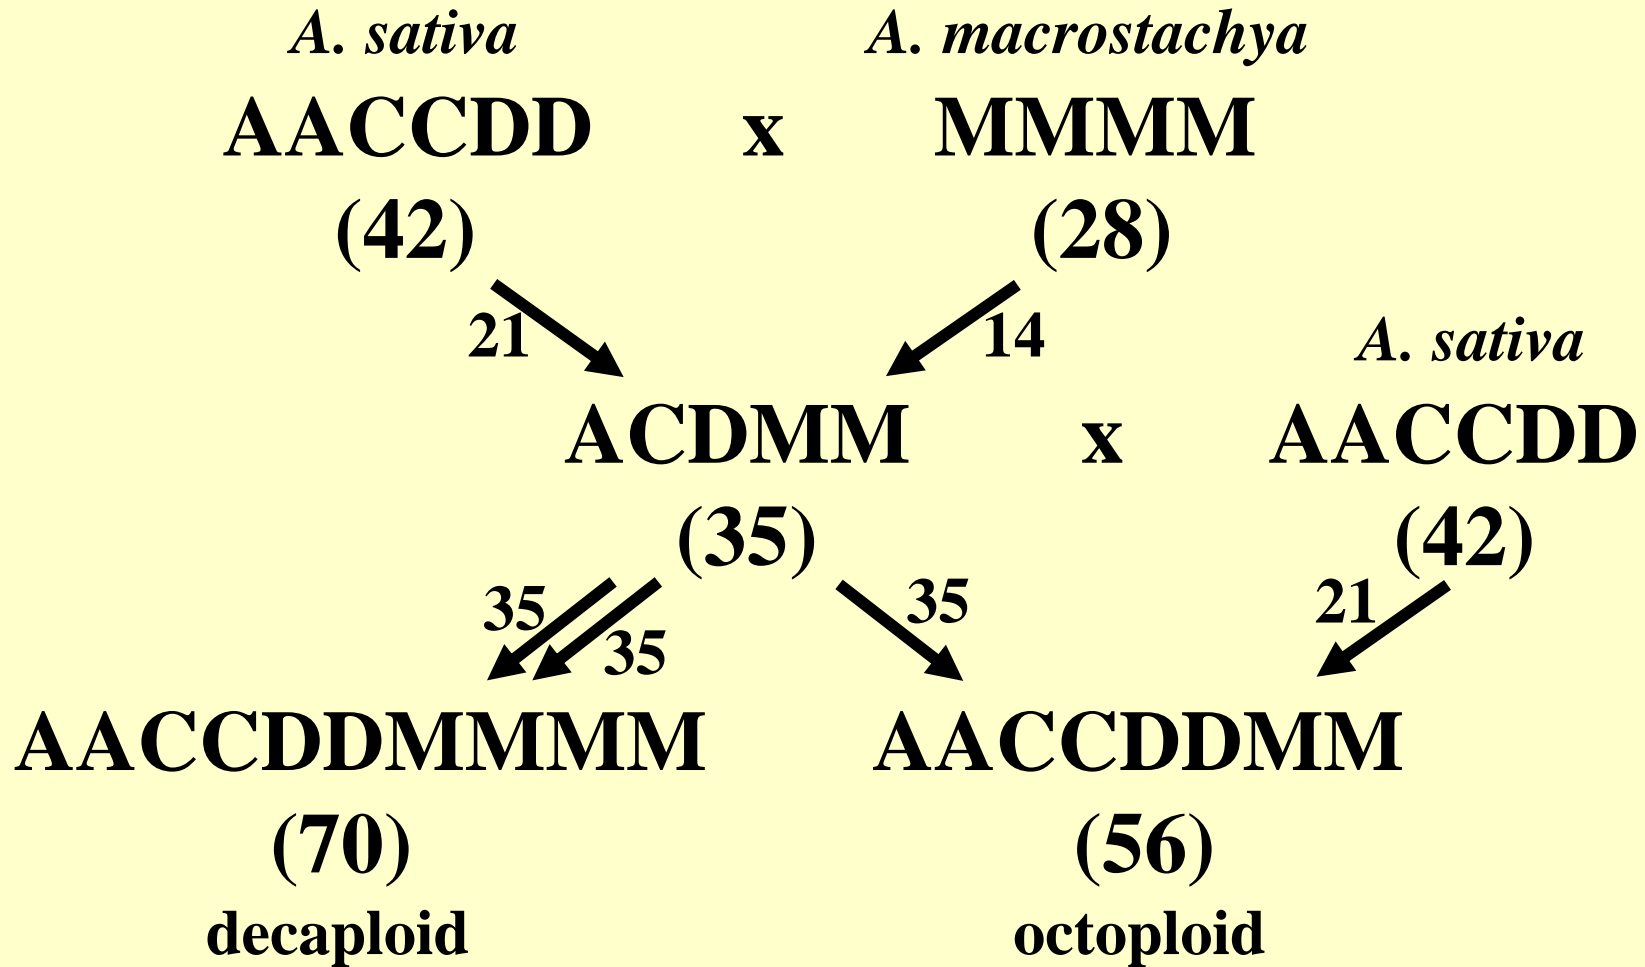 A. sativa A. macrostachya
AACCDD x MMMM
(42) (28)
21 14
A. sativa
ACDMM x AACCDD
(35) (42)
35 35 35 21
AACCDDMMMM AACCDDMM
(70) (56)
decaploid octoploid